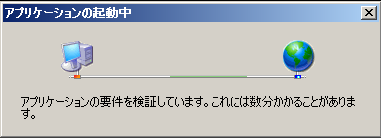 アプリケーションの起動中
アプリケーションの要件を検証しています。これには数分かかることがありま
す。